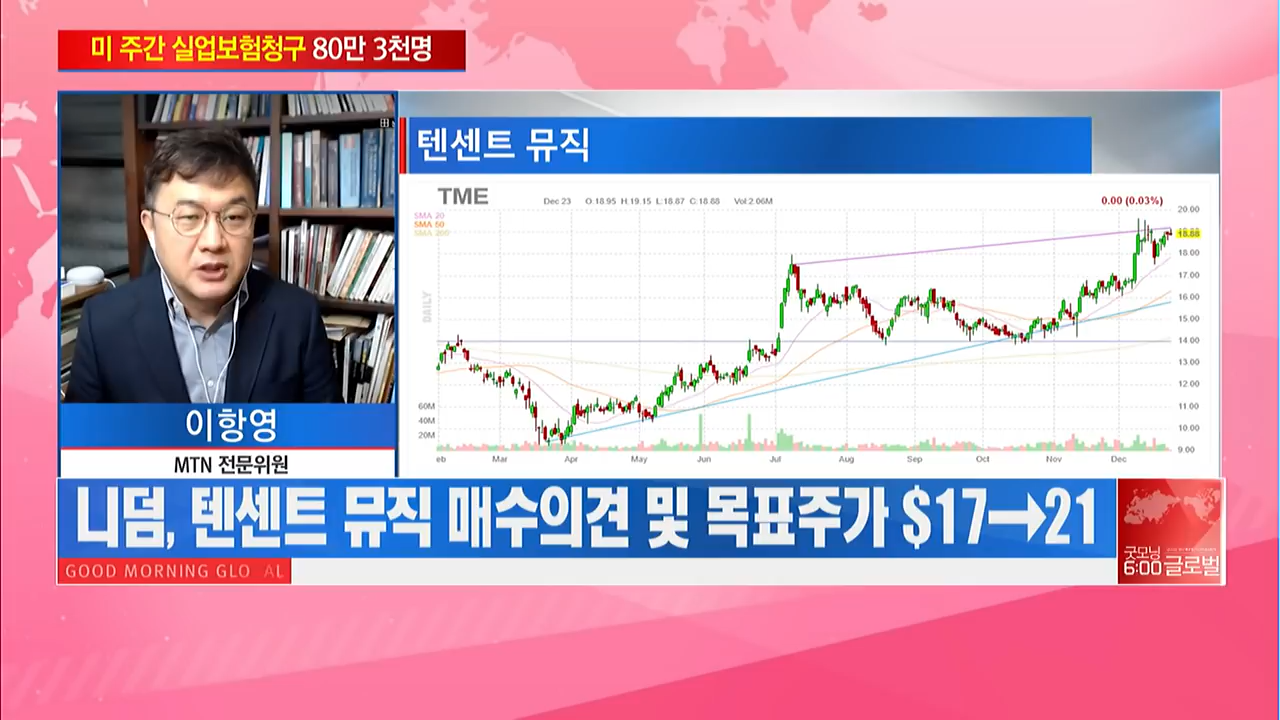 미 주간 실업보험청구 80만 3천명
텐센트 뮤직
TME
Dec 23 O:18.95 H:19.15 L:18.87 C:18.88 Vol:2.06M
0.00 (0.03%)
SMA 20
SMA 50
SMA 200
DAILY
20.00
18.88
18.00
17.00
16.00
15.00
14.00
13.00
12.00
11.00
10.00
9.00
60M
40M
20M
eb Mar Apr May Jun Jul Aug Sep Oct Nov Dec
이항영
MTN 전문위원
니덤, 텐센트 뮤직 매수의견 및 목표주가 $17→21
GOOD MORNING GLO AL
굿모닝
6:00 글로벌